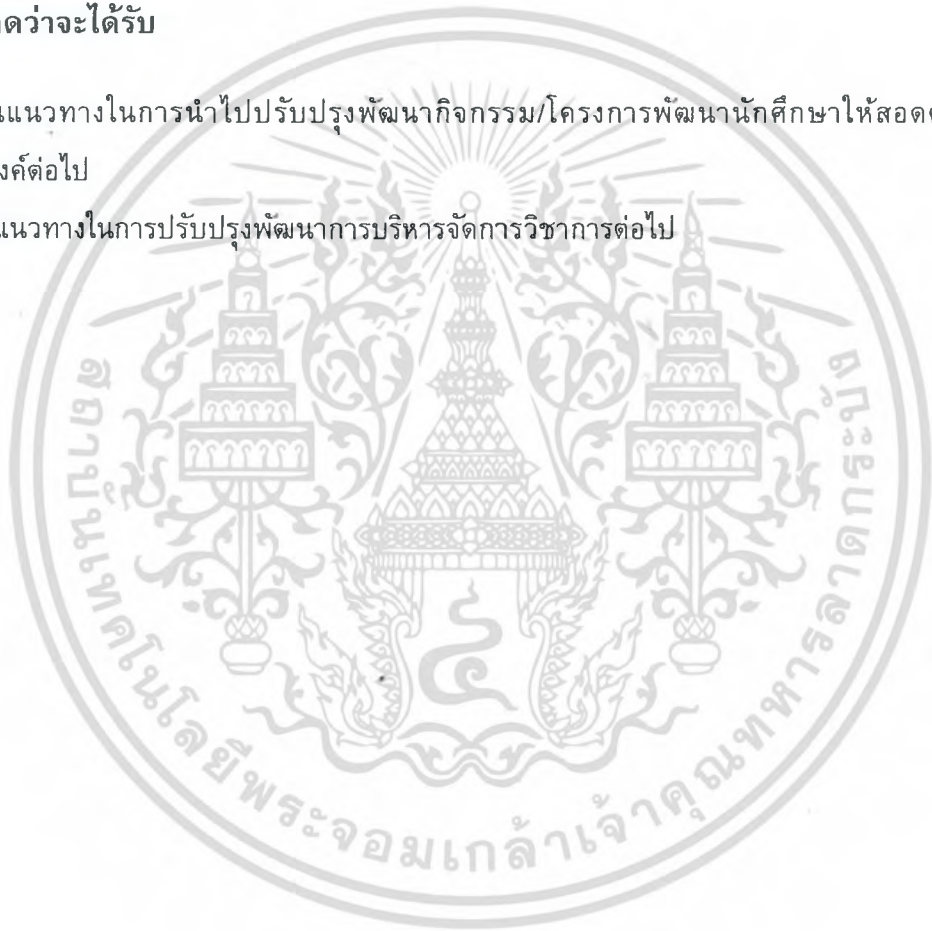 ดว่าจะได้รับ
นแนวทางในการนำไปปรับปรุงพัฒนากิจกรรม/โครงการพัฒนานักศึกษาให้สอด
งค์ต่อไป
แนวทางในการปรับปรุงพัฒนาการบริหารจัดการวิชาการต่อไป
สถาบันเทคโนโลยีพระจอมเกล้าเจ้าคุณทหารลาดกระบัง
๔